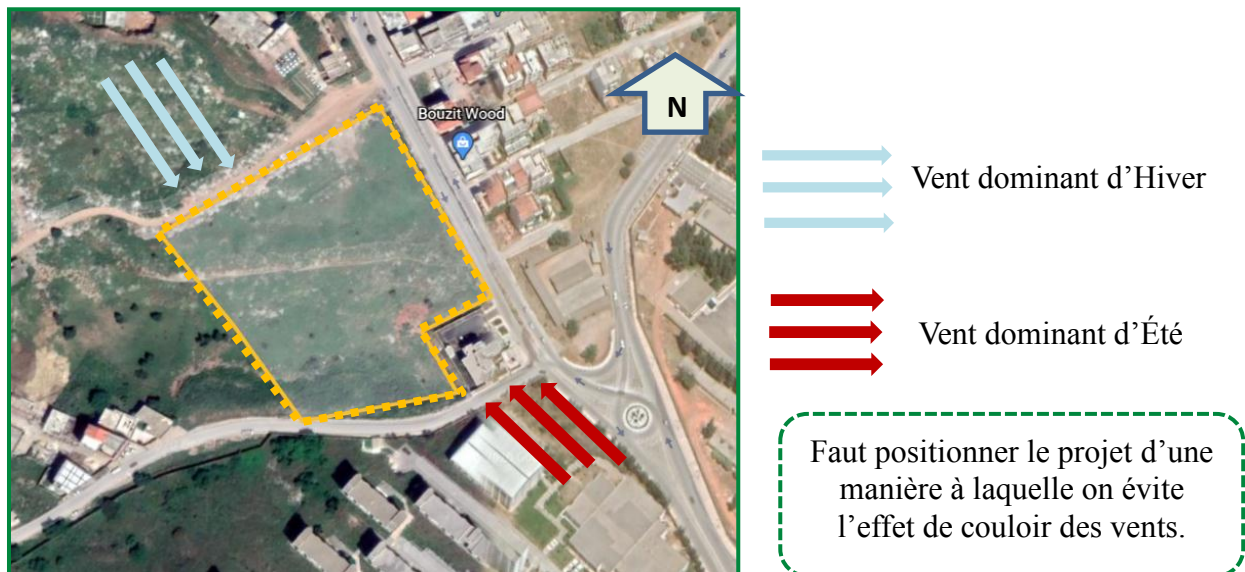 Bouzit Wood
N
Vent dominant d’Hiver
Vent dominant d’Été
Faut positionner le projet d’une
manière à laquelle on évite
l’effet de couloir des vents.